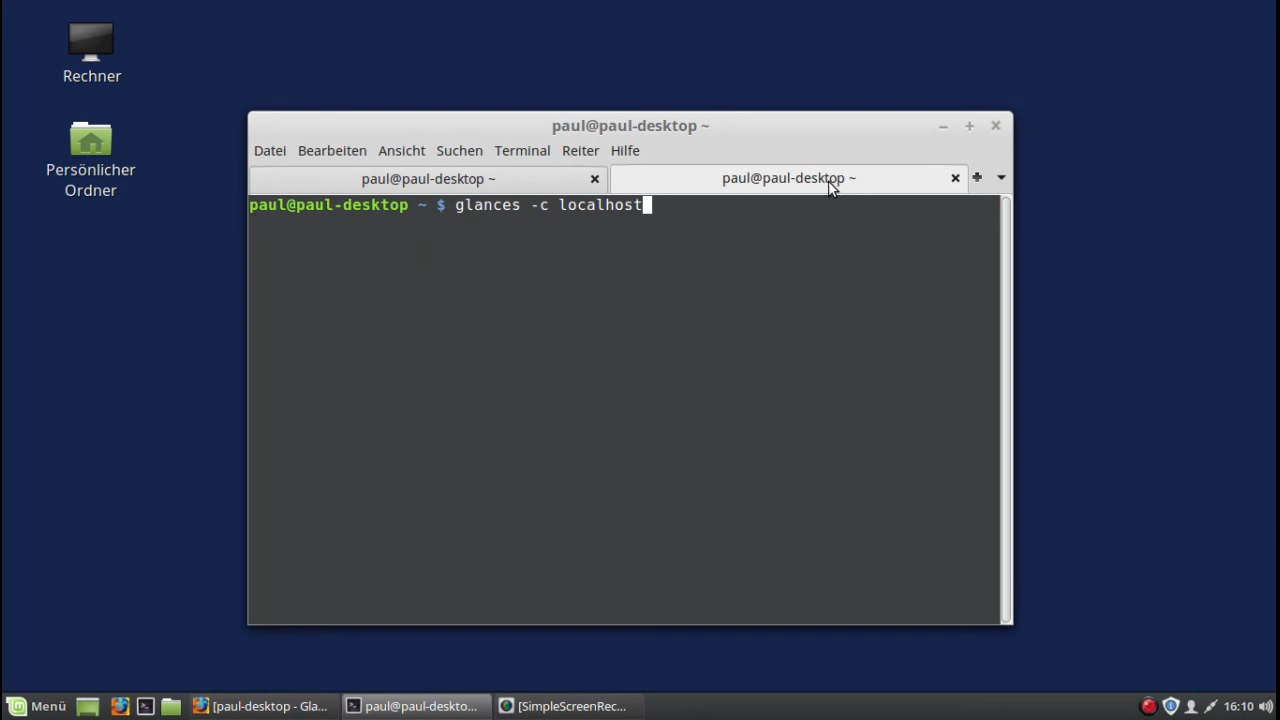 Rechner
Persönlicher
Ordner
paul@paul-desktop ~
Datei Bearbeiten Ansicht Suchen Terminal Reiter Hilfe
paul@paul-desktop ~ paul@paul-desktop ~
paul@paul-desktop ~ $ glances -c localhost
Menü [paul-desktop - Gla... paul@paul-deskto... [SimpleScreenRec... 16:10